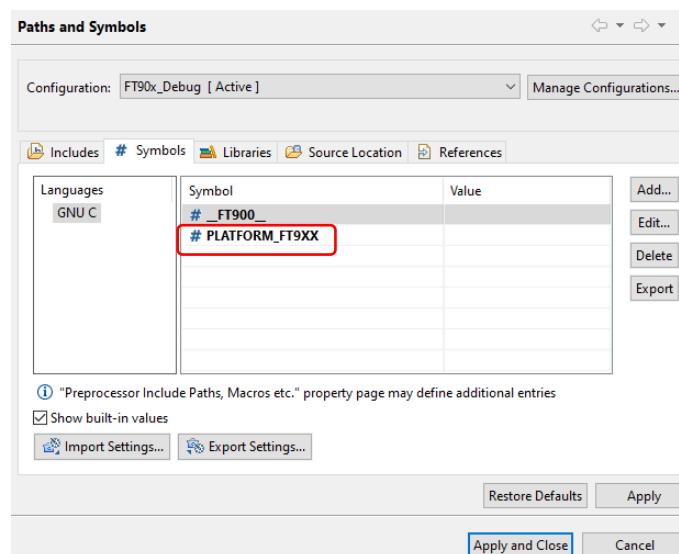 Paths and Symbols
Configuration: FT90x_Debug [ Active ] Manage Configurations...
Includes # Symbols Libraries Source Location References
Languages Symbol Value Add...
GNU C # __FT900__ Edit...
# PLATFORM_FT9XX
Delete
Export
"Preprocessor Include Paths, Macros etc." property page may define additional entries
Show built-in values
Import Settings... Export Settings...
Restore Defaults Apply
Apply and Close Cancel